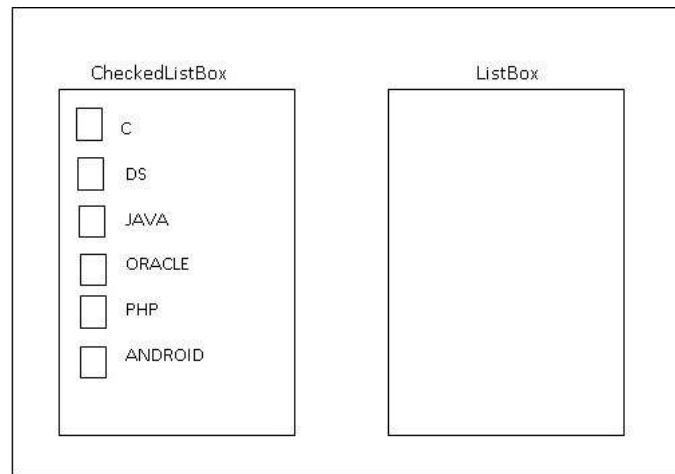 CheckedListBox
ListBox
C
DS
JAVA
ORACLE
PHP
ANDROID